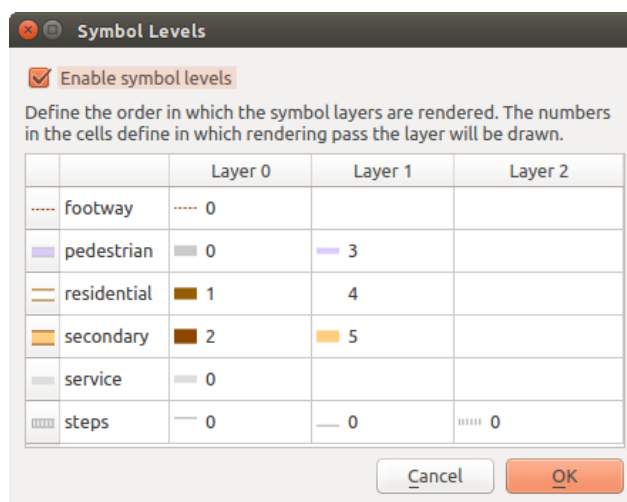 Symbol Levels
Enable symbol levels
Define the order in which the symbol layers are rendered. The numbers
in the cells define in which rendering pass the layer will be drawn.
Layer 0 Layer 1 Layer 2
footway 0
pedestrian 0 3
residential 1 4
secondary 2 5
service 0
steps 0 0 0
Cancel OK